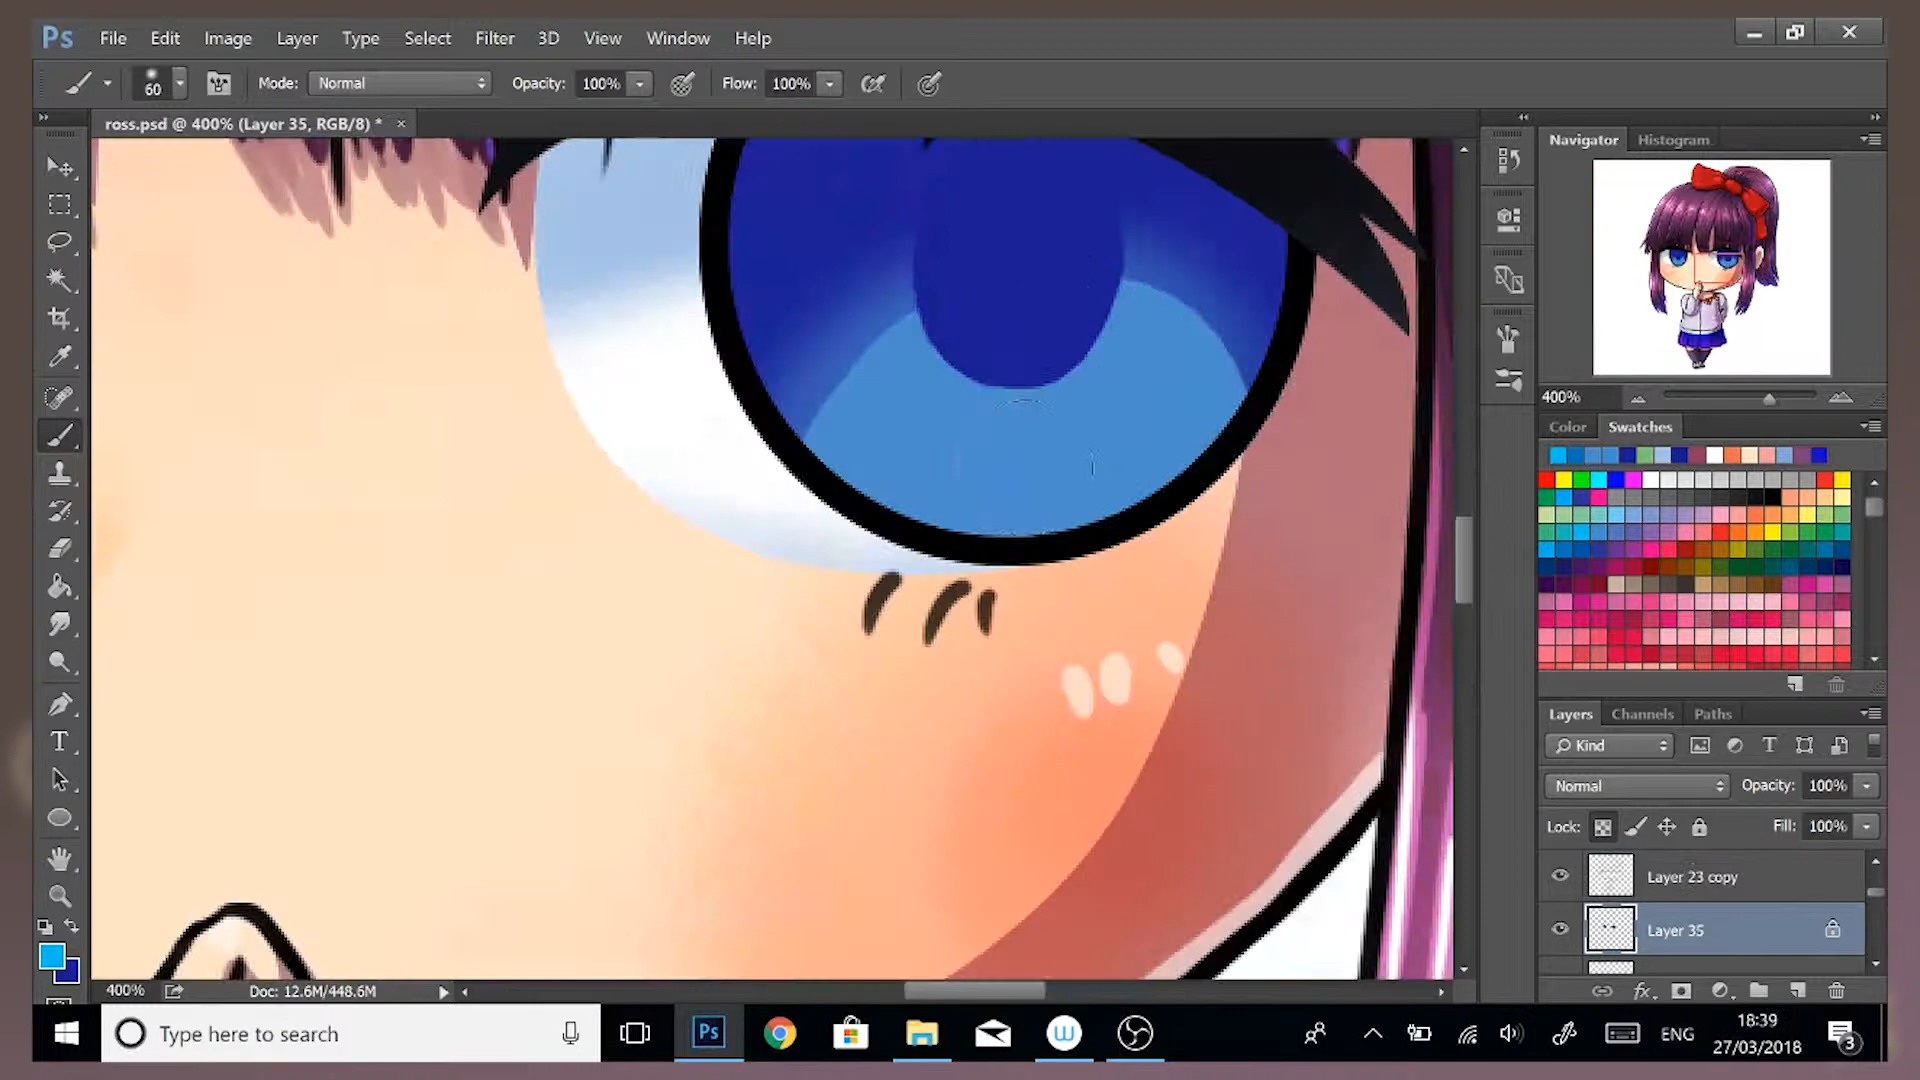 Ps File Edit Image Layer Type Select Filter 3D View Window Help
60 Mode: Normal Opacity: 100% Flow: 100%
ross.psd @ 400% (Layer 35, RGB/8) * ×
Navigator Histogram
400%
Color Swatches
Layers Channels Paths
Kind
Normal Opacity: 100%
Lock: Fill: 100%
Layer 23 copy
Layer 35
fx
400% Doc: 12.6M/448.6M
Type here to search
Ps
ENG
18:39
27/03/2018
3